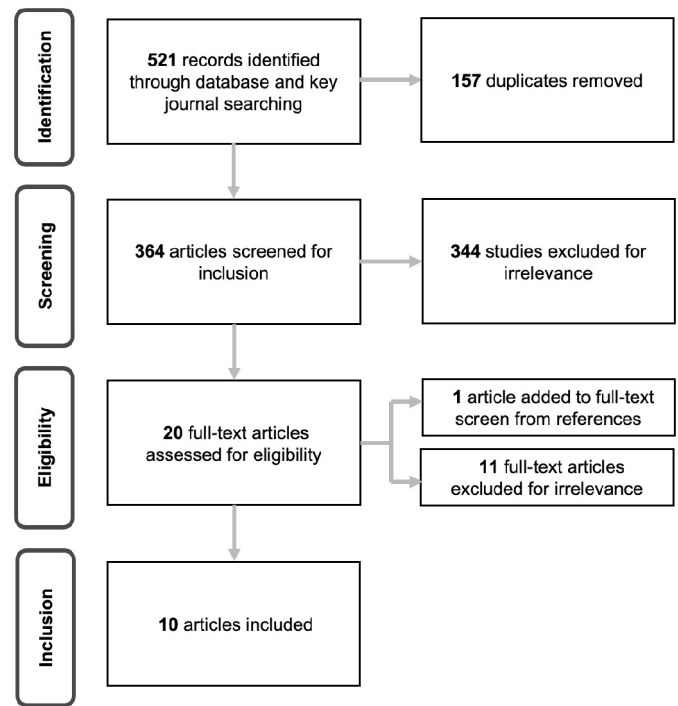 Identification
521 records identified
through database and key
journal searching
157 duplicates removed
Screening
364 articles screened for
inclusion
344 studies excluded for
irrelevance
Eligibility
20 full-text articles
assessed for eligibility
1 article added to full-text
screen from references
11 full-text articles
excluded for irrelevance
Inclusion
10 articles included